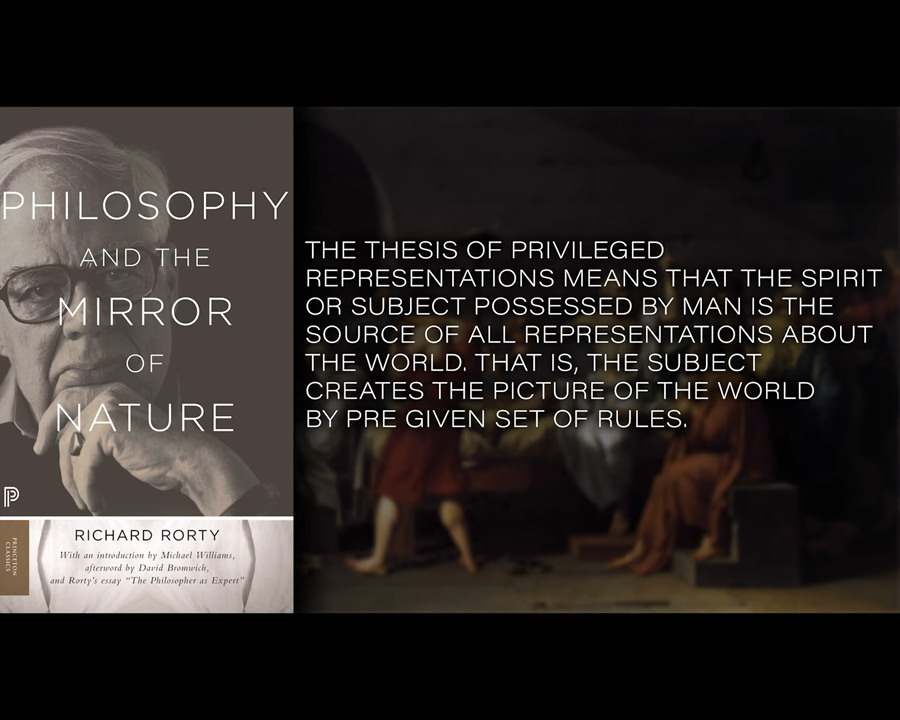 PHILOSOPHY
AND THE
MIRROR
OF
NATURE
P
RICHARD RORTY
With an introduction by Michael Williams,
afterword by David Bromwich,
and Rorty's essay "The Philosopher as Expert"
PRINCETON
CLASSICS
THE THESIS OF PRIVILEGED
REPRESENTATIONS MEANS THAT THE SPIRIT
OR SUBJECT POSSESSED BY MAN IS THE
SOURCE OF ALL REPRESENTATIONS ABOUT
THE WORLD. THAT IS, THE SUBJECT
CREATES THE PICTURE OF THE WORLD
BY PRE GIVEN SET OF RULES.